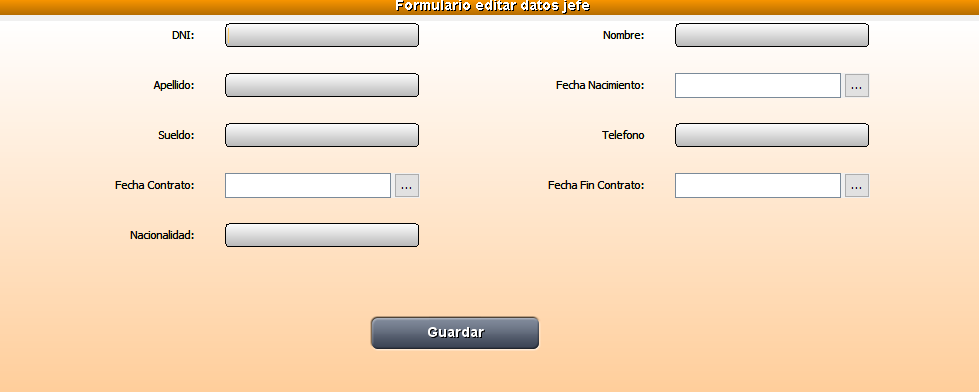 Formulario editar datos jefe
DNI:
Nombre:
Apellido:
Fecha Nacimiento:
...
Sueldo:
Telefono
Fecha Contrato:
...
Fecha Fin Contrato:
...
Nacionalidad:
Guardar